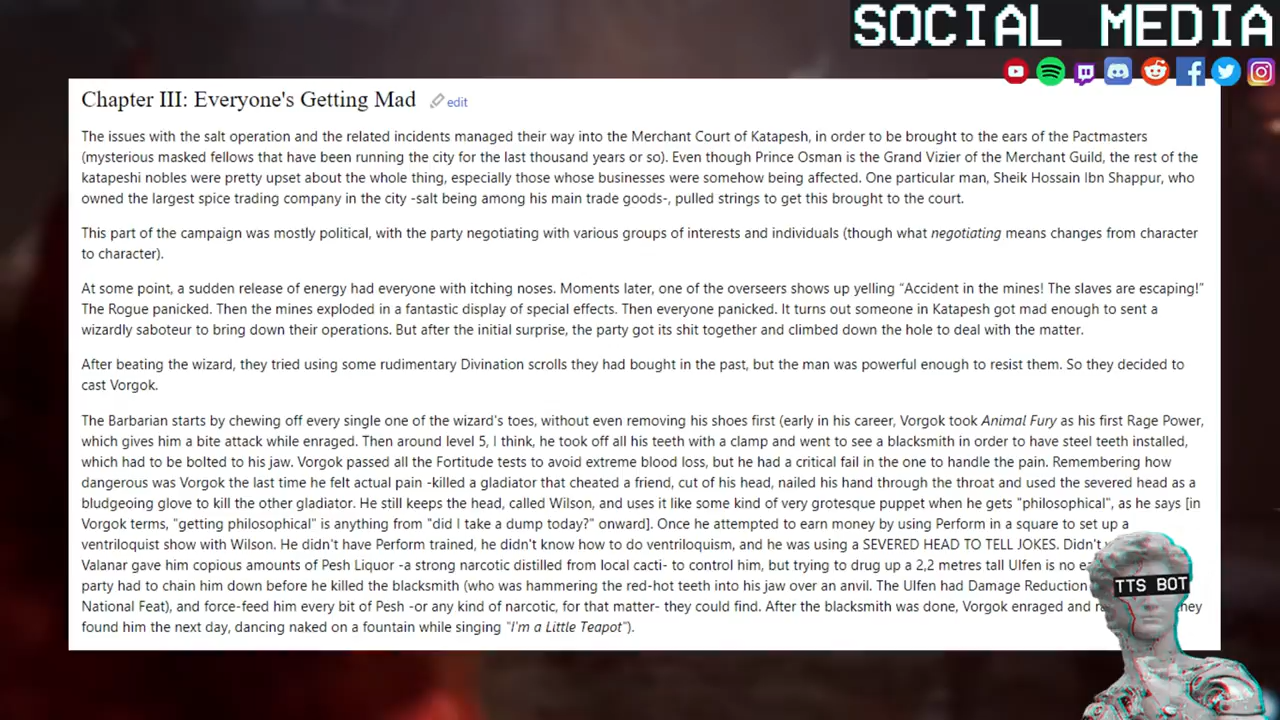 SOCIAL MEDIA
Chapter III: Everyone's Getting Mad edit
The issues with the salt operation and the related incidents managed their way into the Merchant Court of Katapesh, in order to be brought to the ears of the Pactmasters
(mysterious masked fellows that have been running the city for the last thousand years or so). Even though Prince Osman is the Grand Vizier of the Merchant Guild, the rest of the
katapeshi nobles were pretty upset about the whole thing, especially those whose businesses were somehow being affected. One particular man, Sheik Hossain Ibn Shappur, who
owned the largest spice trading company in the city -salt being among his main trade goods-, pulled strings to get this brought to the court.
This part of the campaign was mostly political, with the party negotiating with various groups of interests and individuals (though what negotiating means changes from character
to character).
At some point, a sudden release of energy had everyone with itching noses. Moments later, one of the overseers shows up yelling “Accident in the mines! The slaves are escaping!”
The Rogue panicked. Then the mines exploded in a fantastic display of special effects. Then everyone panicked. It turns out someone in Katapesh got mad enough to sent a
wizardly saboteur to bring down their operations. But after the initial surprise, the party got its shit together and climbed down the hole to deal with the matter.
After beating the wizard, they tried using some rudimentary Divination scrolls they had bought in the past, but the man was powerful enough to resist them. So they decided to
cast Vorgok.
The Barbarian starts by chewing off every single one of the wizard's toes, without even removing his shoes first (early in his career, Vorgok took Animal Fury as his first Rage Power,
which gives him a bite attack while enraged. Then around level 5, I think, he took off all his teeth with a clamp and went to see a blacksmith in order to have steel teeth installed,
which had to be bolted to his jaw. Vorgok passed all the Fortitude tests to avoid extreme blood loss, but he had a critical fail in the one to handle the pain. Remembering how
dangerous was Vorgok the last time he felt actual pain -killed a gladiator that cheated a friend, cut of his head, nailed his hand through the throat and used the severed head as a
bludgeoing glove to kill the other gladiator. He still keeps the head, called Wilson, and uses it like some kind of very grotesque puppet when he gets "philosophical", as he says [in
Vorgok terms, "getting philosophical" is anything from "did I take a dump today?" onward]. Once he attempted to earn money by using Perform in a square to set up a
ventriloquist show with Wilson. He didn't have Perform trained, he didn't know how to do ventriloquism, and he was using a SEVERED HEAD TO TELL JOKES. Didn't
Valanar gave him copious amounts of Pesh Liquor -a strong narcotic distilled from local cacti- to control him, but trying to drug up a 2,2 metres tall Ulfen is no
party had to chain him down before he killed the blacksmith (who was hammering the red-hot teeth into his jaw over an anvil. The Ulfen had Damage Reduction
National Feat), and force-feed him every bit of Pesh -or any kind of narcotic, for that matter- they could find. After the blacksmith was done, Vorgok enraged and
found him the next day, dancing naked on a fountain while singing "I'm a Little Teapot").
TTS BOT